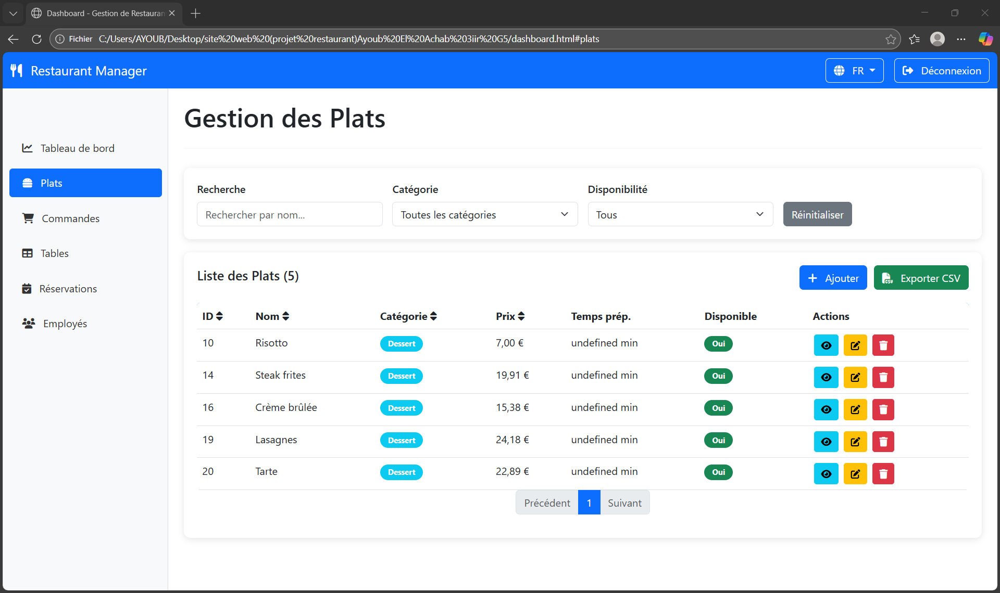 Dashboard - Gestion de Restauran
Fichier C:/Users/AYOUB/Desktop/site%20web%20(projet%20restaurant)Ayoub%20El%20Achab%203iir%20G5/dashboard.html#plats
Restaurant Manager
FR
Déconnexion
Tableau de bord
Plats
Commandes
Tables
Réservations
Employés
Gestion des Plats
Recherche Catégorie Disponibilité
Rechercher par nom... Toutes les catégories Tous Réinitialiser
Liste des Plats (5)
Ajouter
CSV Exporter CSV
ID Nom Catégorie Prix Temps prép. Disponible Actions
10 Risotto Dessert 7,00 € undefined min Oui
14 Steak frites Dessert 19,91 € undefined min Oui
16 Crème brûlée Dessert 15,38 € undefined min Oui
19 Lasagnes Dessert 24,18 € undefined min Oui
20 Tarte Dessert 22,89 € undefined min Oui
Précédent 1 Suivant